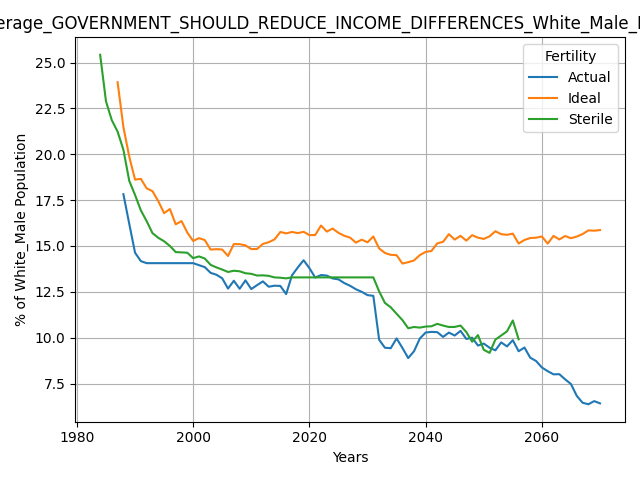 erage_GOVERNMENT_SHOULD_REDUCE_INCOME_DIFFERENCES_White_Male_
Fertility
Actual
Ideal
Sterile
% of White_Male Population
25.0
22.5
20.0
17.5
15.0
12.5
10.0
7.5
1980
2000
2020
2040
2060
Years